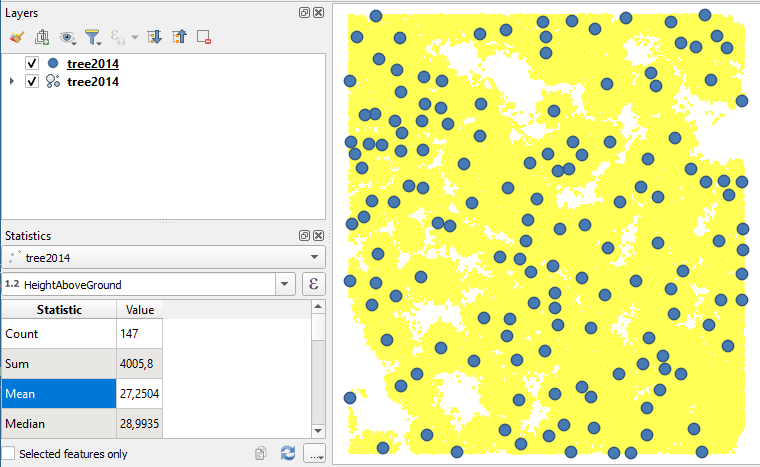 Layers
tree2014
tree2014
Statistics
tree2014
1.2 HeightAboveGround
ε
Statistic Value
Count 147
Sum 4005,8
Mean 27,2504
Median 28,9935
Selected features only
...